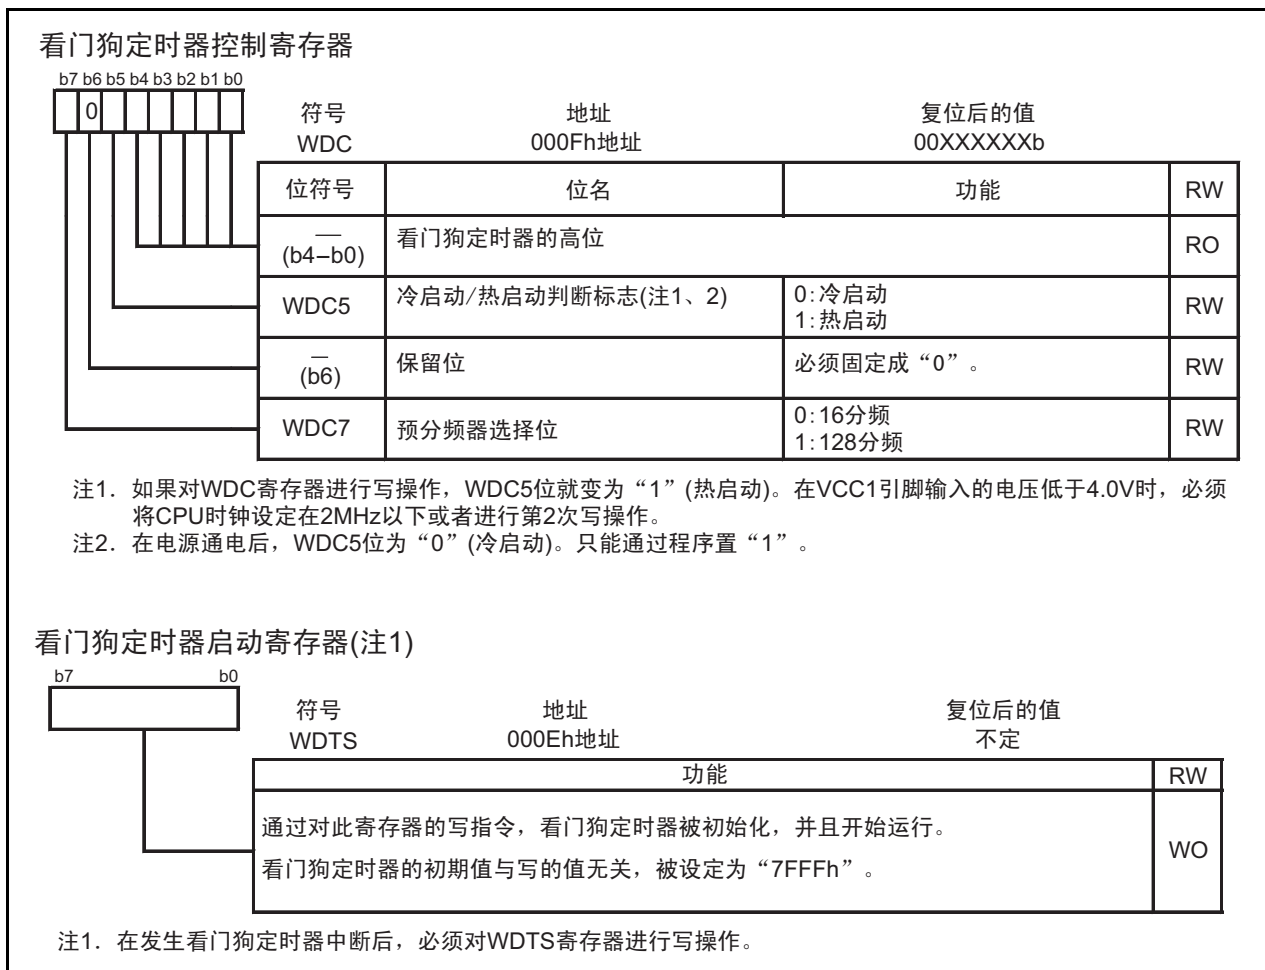 看门狗定时器控制寄存器
b7 b6 b5 b4 b3 b2 b1 b0
0
符号 地址 复位后的值
WDC 000Fh地址 00XXXXXXb
位符号 位名 功能 RW
— (b4–b0) 看门狗定时器的高位 RO
WDC5 冷启动/热启动判断标志(注1、2) 0:冷启动
1:热启动 RW
— (b6) 保留位 必须固定成“0”。 RW
WDC7 预分频器选择位 0:16分频
1:128分频 RW
注1. 如果对WDC寄存器进行写操作，WDC5位就变为“1”(热启动)。在VCC1引脚输入的电压低于4.0V时，必须
将CPU时钟设定在2MHz以下或者进行第2次写操作。
注2. 在电源通电后，WDC5位为“0”(冷启动)。只能通过程序置“1”。
看门狗定时器启动寄存器(注1)
b7 b0
符号 地址 复位后的值
WDTS 000Eh地址 不定
功能 RW
通过对此寄存器的写指令，看门狗定时器被初始化，并且开始运行。
看门狗定时器的初期值与写的值无关，被设定为“7FFFh”。 WO
注1. 在发生看门狗定时器中断后，必须对WDTS寄存器进行写操作。